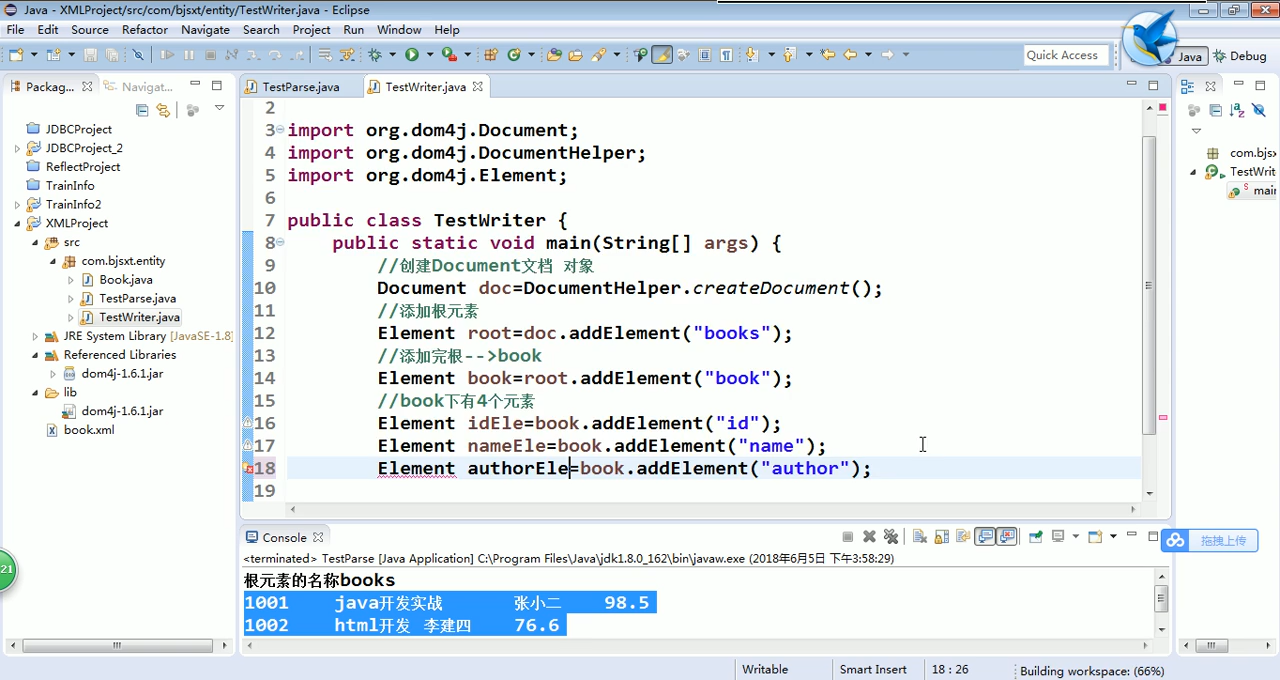 Java - XMLProject/src/com/bjsxt/entity/TestWriter.java - Eclipse
File Edit Source Refactor Navigate Search Project Run Window Help
Quick Access Java Debug
Packag... Navigat...
JDBCProject
JDBCProject_2
ReflectProject
TrainInfo
TrainInfo2
XMLProject
src
com.bjsxt.entity
Book.java
TestParse.java
TestWriter.java
JRE System Library [JavaSE-1.8]
Referenced Libraries
dom4j-1.6.1.jar
lib
dom4j-1.6.1.jar
book.xml
21
TestParse.java TestWriter.java
2
3 import org.dom4j.Document;
4 import org.dom4j.DocumentHelper;
5 import org.dom4j.Element;
6
7 public class TestWriter {
8 public static void main(String[] args) {
9 //创建Document文档 对象
10 Document doc=DocumentHelper.createDocument();
11 //添加根元素
12 Element root=doc.addElement("books");
13 //添加完根-->book
14 Element book=root.addElement("book");
15 //book下有4个元素
16 Element idEle=book.addElement("id");
17 Element nameEle=book.addElement("name");
18 Element authorEle=book.addElement("author");
19
com.bjsx
TestWrit
S main
Console
<terminated> TestParse [Java Application] C:\Program Files\Java\jdk1.8.0_162\bin\javaw.exe (2018年6月5日 下午3:58:29)
根元素的名称books
1001 java开发实战 张小二 98.5
1002 html开发 李建四 76.6
拖拽上传
Writable Smart Insert 18 : 26 Building workspace: (66%)